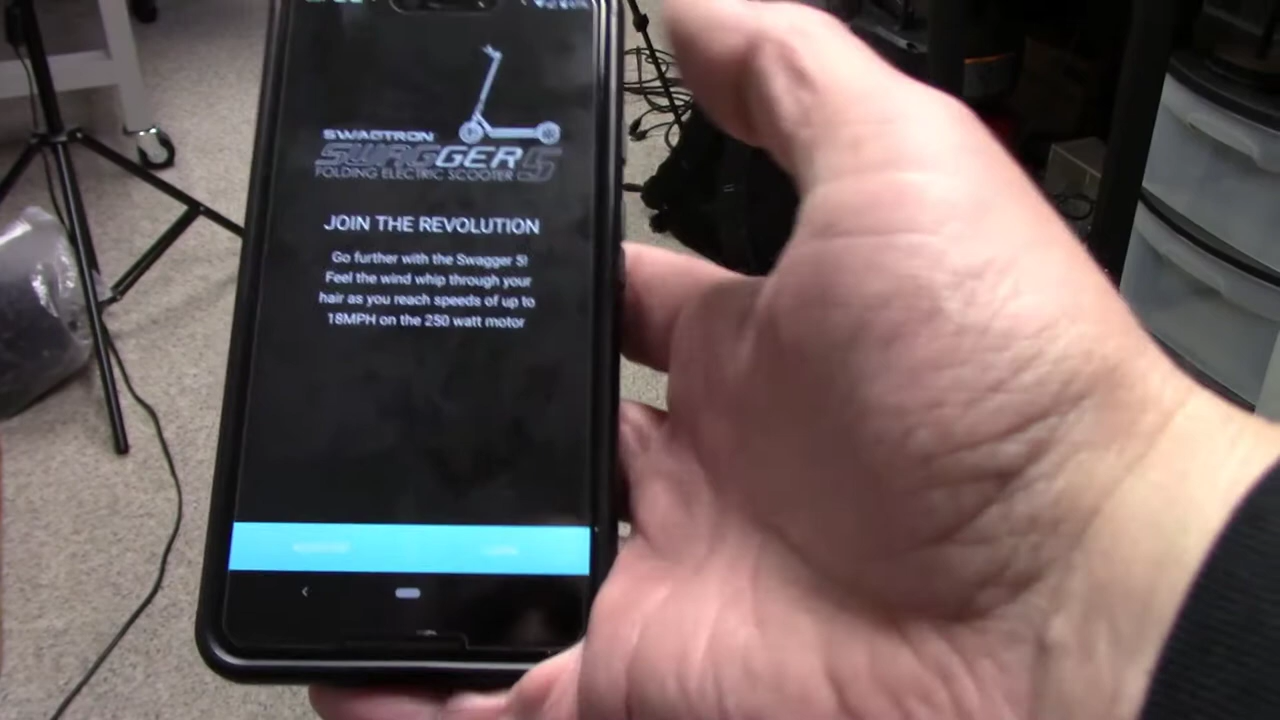 SWAGTRON
SWAGGER 5
FOLDING ELECTRIC SCOOTER
JOIN THE REVOLUTION
Go further with the Swagger 5!
Feel the wind whip through your
hair as you reach speeds of up to
18MPH on the 250 watt motor